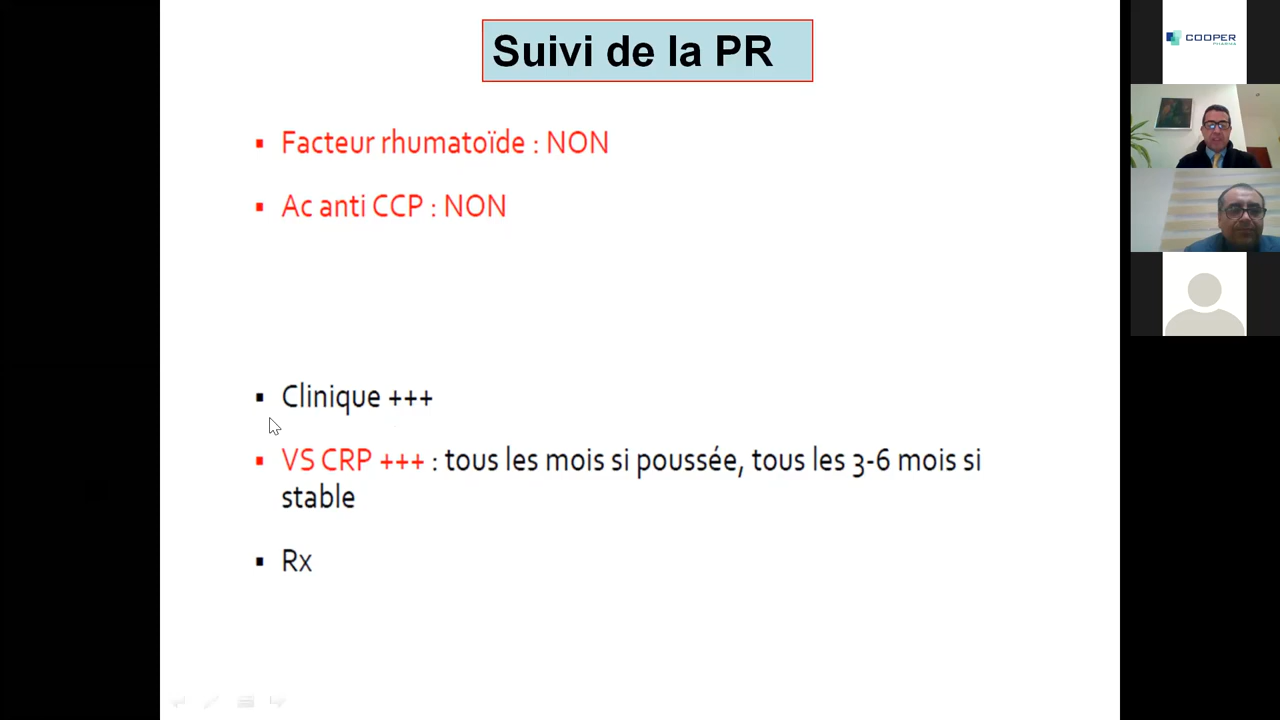 Suivi de la PR
▪ Facteur rhumatoïde : NON
▪ Ac anti CCP : NON
▪ Clinique +++
▪ VS CRP +++ : tous les mois si poussée, tous les 3-6 mois si
stable
▪ Rx
COOPER
PHARMA